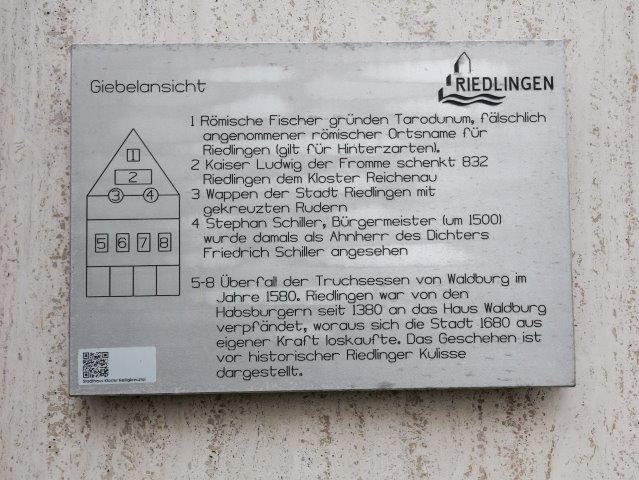 Giebelansicht
RIEDLINGEN
1 Römische Fischer gründen Tarodunum, fälschlich
angenommener römischer Ortsname für
Riedlingen (gilt für Hinterzarten).
2 Kaiser Ludwig der Fromme schenkt 832
Riedlingen dem Kloster Reichenau
3 Wappen der Stadt Riedlingen mit
gekreuzten Rudern
4 Stephan Schiller, Bürgermeister (um 1500)
wurde damals als Ahnherr des Dichters
Friedrich Schiller angesehen
5-8 Überfall der Truchsessen von Waldburg im
Jahre 1580. Riedlingen war von den
Habsburgern seit 1380 an das Haus Waldburg
verpfändet, woraus sich die Stadt 1680 aus
eigener Kraft loskaufte. Das Geschehen ist
vor historischer Riedlinger Kulisse
dargestellt.
1
2
3 4
5 6 7 8
Stadthaus Kloster Heiligkreuztal